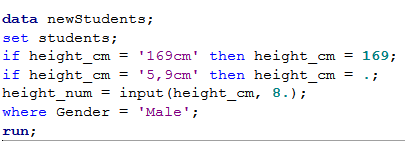 data newStudents;
set students;
if height_cm = '169cm' then height_cm = 169;
if height_cm = '5,9cm' then height_cm = .;
height_num = input(height_cm, 8.);
where Gender = 'Male';
run;